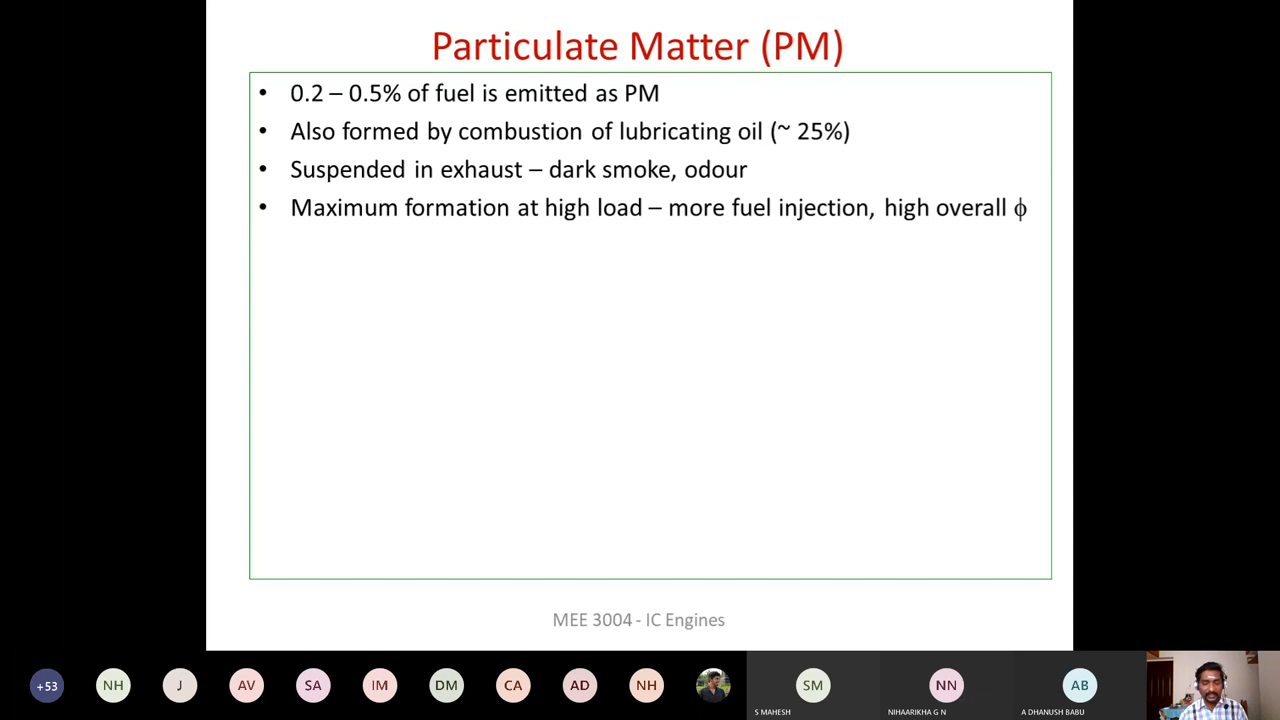 Particulate Matter (PM)
• 0.2 – 0.5% of fuel is emitted as PM
• Also formed by combustion of lubricating oil (~ 25%)
• Suspended in exhaust – dark smoke, odour
• Maximum formation at high load – more fuel injection, high overall ϕ
MEE 3004 - IC Engines
+53 NH J AV SA IM DM CA AD NH SM NN AB
S MAHESH NIHAARIKHA G N A DHANUSH BABU